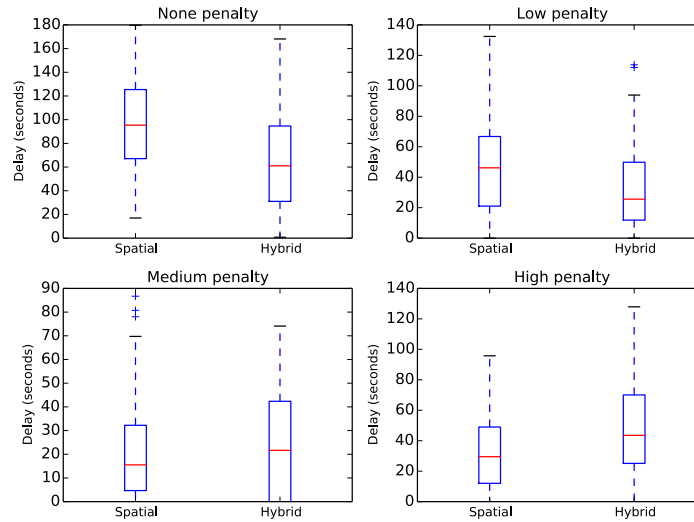 None penalty
Delay (seconds)
180
160
140
120
100
80
60
40
20
0
Spatial
Hybrid
Low penalty
Delay (seconds)
140
120
100
80
60
40
20
0
Spatial
Hybrid
Medium penalty
Delay (seconds)
90
80
70
60
50
40
30
20
10
0
Spatial
Hybrid
High penalty
Delay (seconds)
140
120
100
80
60
40
20
0
Spatial
Hybrid